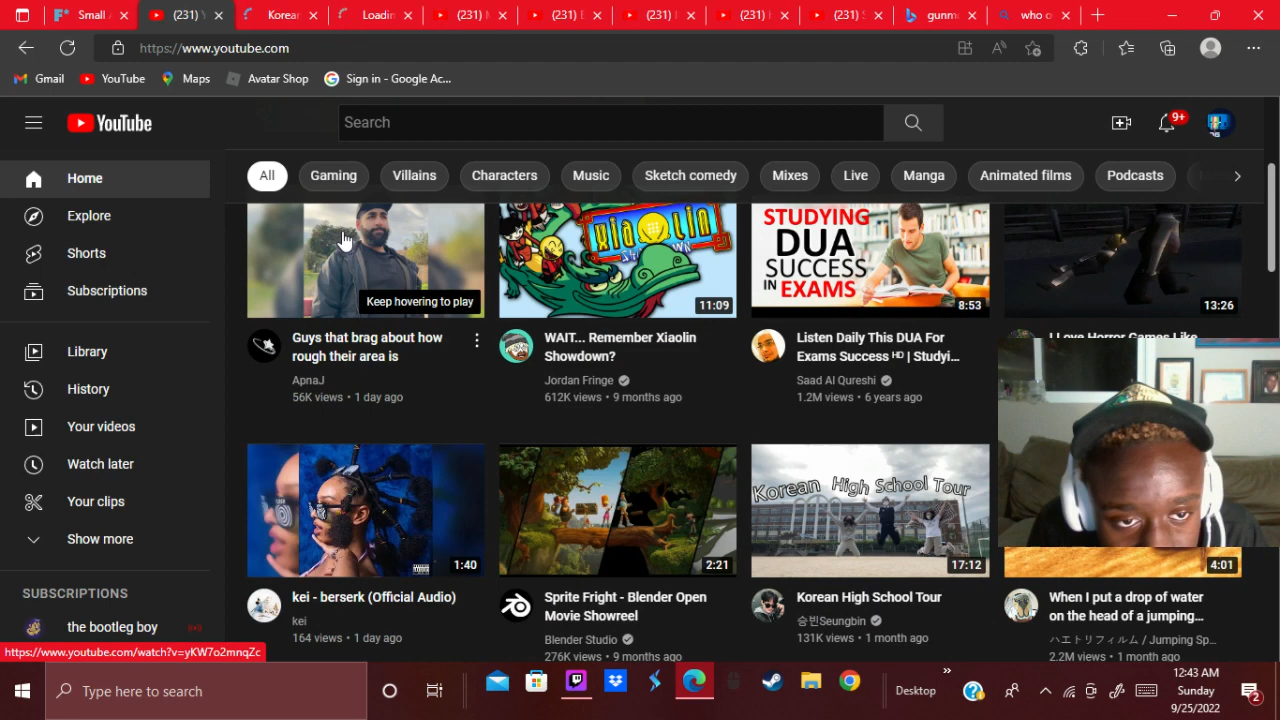 Small
(231) Y
Korean
Loadin
(231) M
(231) E
(231) I
(231) H
(231) S
gunm
who o
https://www.youtube.com
Gmail
YouTube
Maps
Avatar Shop
Sign in - Google Ac...
YouTube
Search
9+
Home
Explore
Shorts
Subscriptions
Library
History
Your videos
Watch later
Your clips
Show more
SUBSCRIPTIONS
the bootleg boy
All
Gaming
Villains
Characters
Music
Sketch comedy
Mixes
Live
Manga
Animated films
Podcasts
Keep hovering to play
Guys that brag about how
rough their area is
ApnaJ
56K views • 1 day ago
xiaolin
11:09
WAIT... Remember Xiaolin
Showdown?
Jordan Fringe
612K views • 9 months ago
STUDYING
DUA
SUCCESS
IN EXAMS
8:53
Listen Daily This DUA For
Exams Success HD | Studyi...
Saad Al Qureshi
1.2M views • 6 years ago
13:26
I Love Horror Games Like
1:40
kei - berserk (Official Audio)
kei
164 views • 1 day ago
2:21
Sprite Fright - Blender Open
Movie Showreel
Blender Studio
276K views • 9 months ago
Korean High School Tour
17:12
Korean High School Tour
승빈Seungbin
131K views • 1 month ago
4:01
When I put a drop of water
on the head of a jumping...
ハエトリフィルム / Jumping Sp...
2.2M views • 1 month ago
https://www.youtube.com/watch?v=yKW7o2mnqZc
Type here to search
Desktop
12:43 AM
Sunday
9/25/2022
2